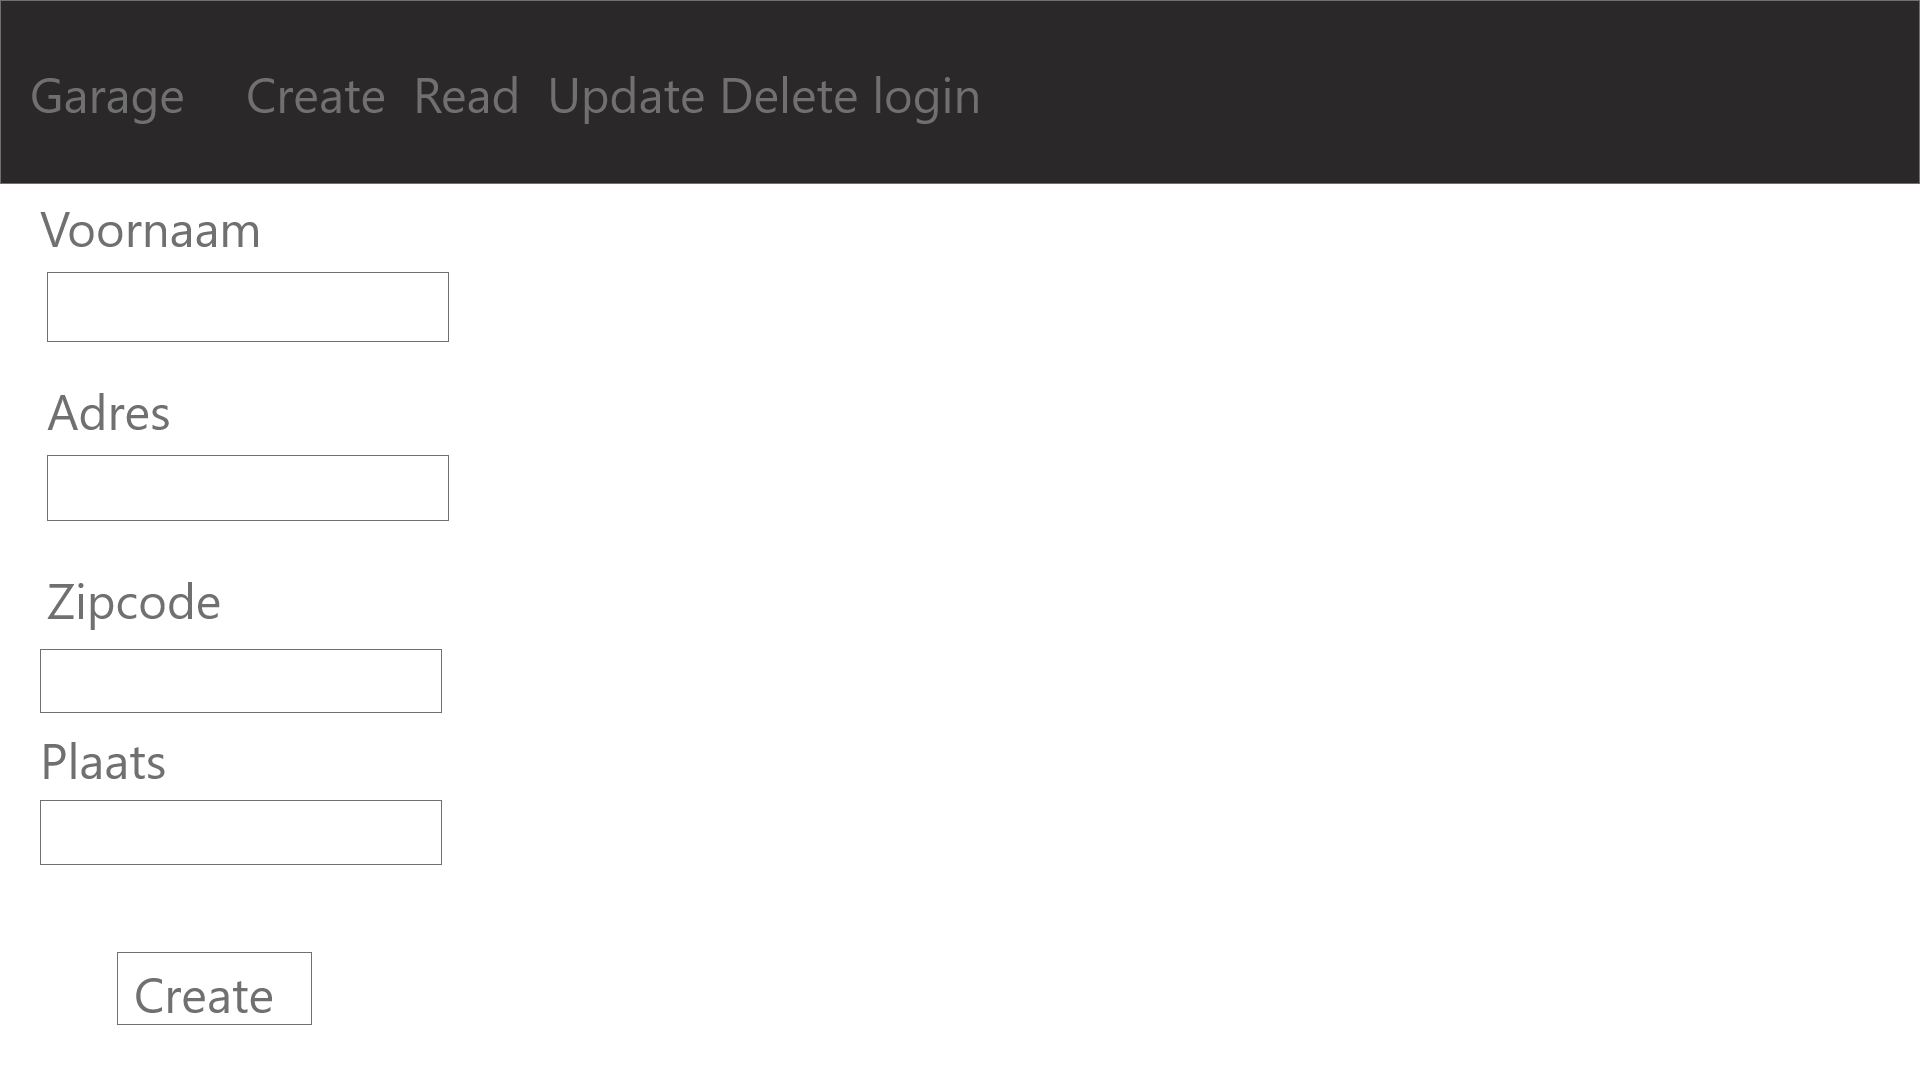 Garage Create Read Update Delete login
Voornaam
Adres
Zipcode
Plaats
Create